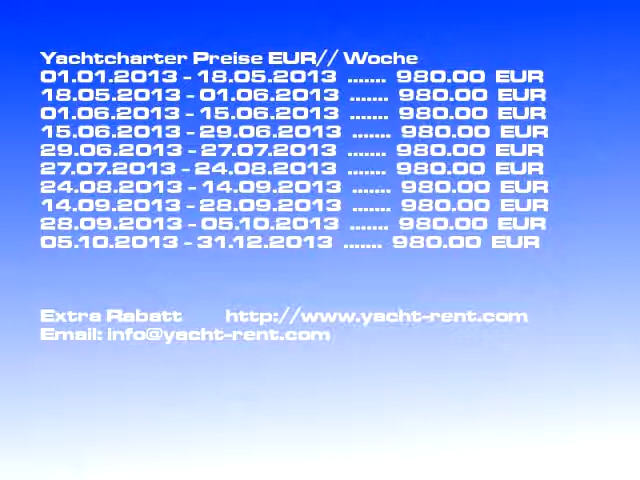 Yachtcharter Preise EUR// Woche
01.01.2013 - 18.05.2013 ....... 980.00 EUR
18.05.2013 - 01.06.2013 ....... 980.00 EUR
01.06.2013 - 15.06.2013 ....... 980.00 EUR
15.06.2013 - 29.06.2013 ....... 980.00 EUR
29.06.2013 - 27.07.2013 ....... 980.00 EUR
27.07.2013 - 24.08.2013 ....... 980.00 EUR
24.08.2013 - 14.09.2013 ....... 980.00 EUR
14.09.2013 - 28.09.2013 ....... 980.00 EUR
28.09.2013 - 05.10.2013 ....... 980.00 EUR
05.10.2013 - 31.12.2013 ....... 980.00 EUR
Extra Rabatt http://www.yacht-rent.com
Email: info@yacht-rent.com